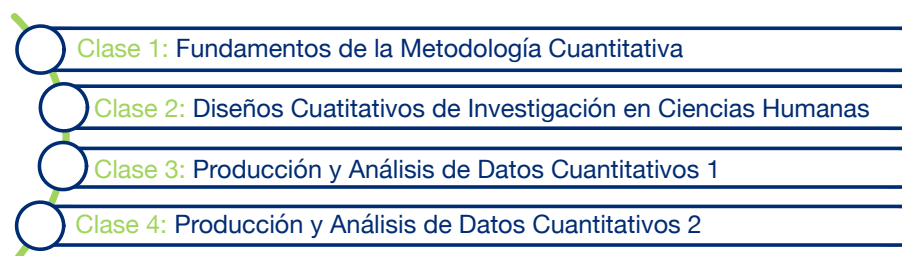 Clase 1: Fundamentos de la Metodología Cuantitativa
Clase 2: Diseños Cuatitativos de Investigación en Ciencias Humanas
Clase 3: Producción y Análisis de Datos Cuantitativos 1
Clase 4: Producción y Análisis de Datos Cuantitativos 2